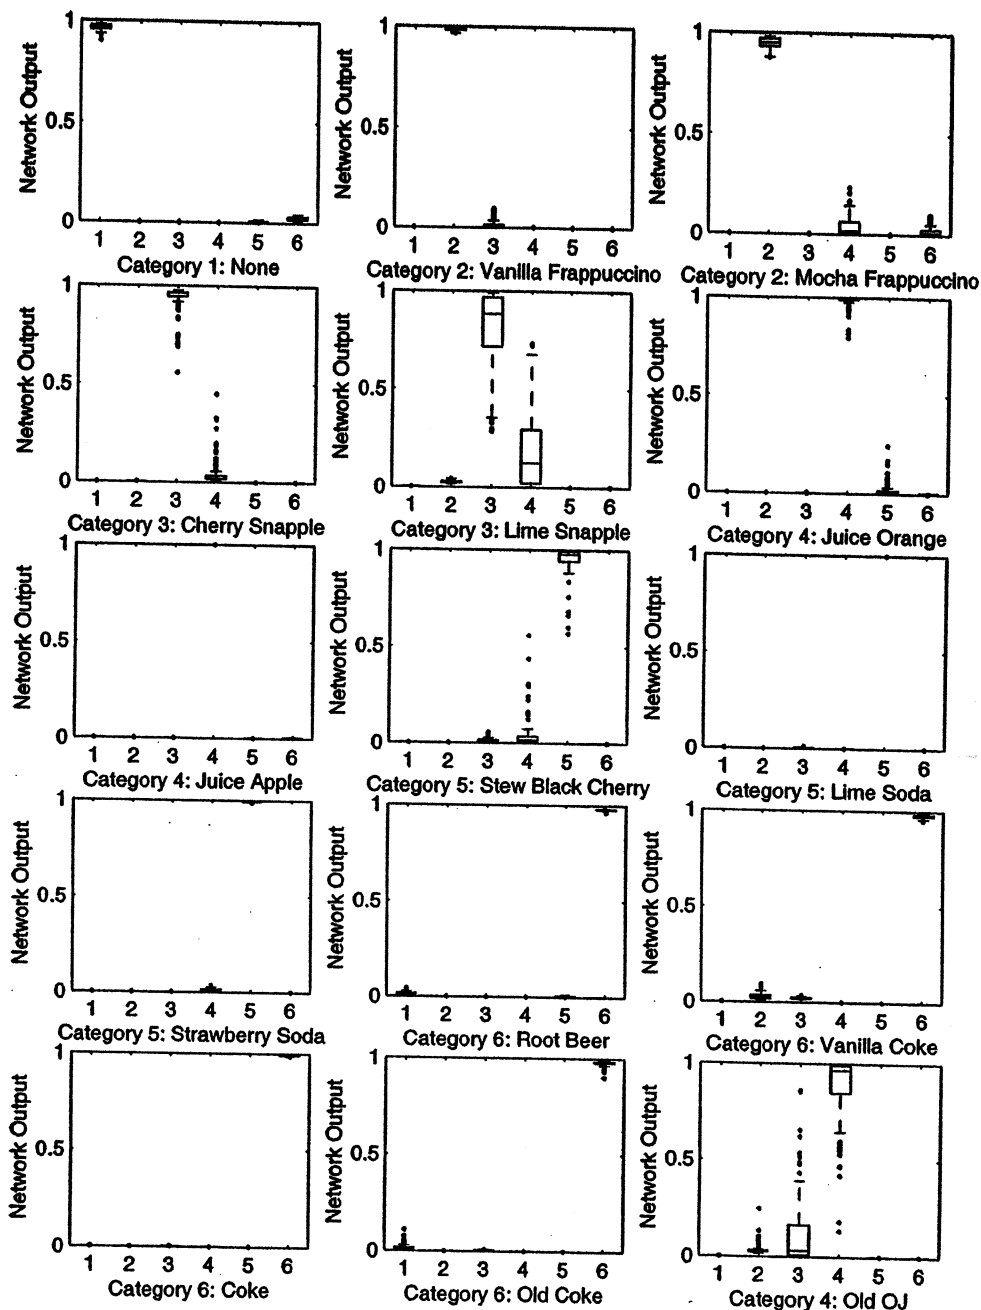 1
0.5
0
Network Output
1 2 3 4 5 6
Category 1: None
1
0.5
0
Network Output
1 2 3 4 5 6
Category 2: Vanilla Frappuccino
1
0.5
0
Network Output
1 2 3 4 5 6
Category 2: Mocha Frappuccino
1
0.5
0
Network Output
1 2 3 4 5 6
Category 3: Cherry Snapple
1
0.5
0
Network Output
1 2 3 4 5 6
Category 3: Lime Snapple
1
0.5
0
Network Output
1 2 3 4 5 6
Category 4: Juice Orange
1
0.5
0
Network Output
1 2 3 4 5 6
Category 4: Juice Apple
1
0.5
0
Network Output
1 2 3 4 5 6
Category 5: Stew Black Cherry
1
0.5
0
Network Output
1 2 3 4 5 6
Category 5: Lime Soda
1
0.5
0
Network Output
1 2 3 4 5 6
Category 5: Strawberry Soda
1
0.5
0
Network Output
1 2 3 4 5 6
Category 6: Root Beer
1
0.5
0
Network Output
1 2 3 4 5 6
Category 6: Vanilla Coke
1
0.5
0
Network Output
1 2 3 4 5 6
Category 6: Coke
1
0.5
0
Network Output
1 2 3 4 5 6
Category 6: Old Coke
1
0.5
0
Network Output
1 2 3 4 5 6
Category 4: Old OJ